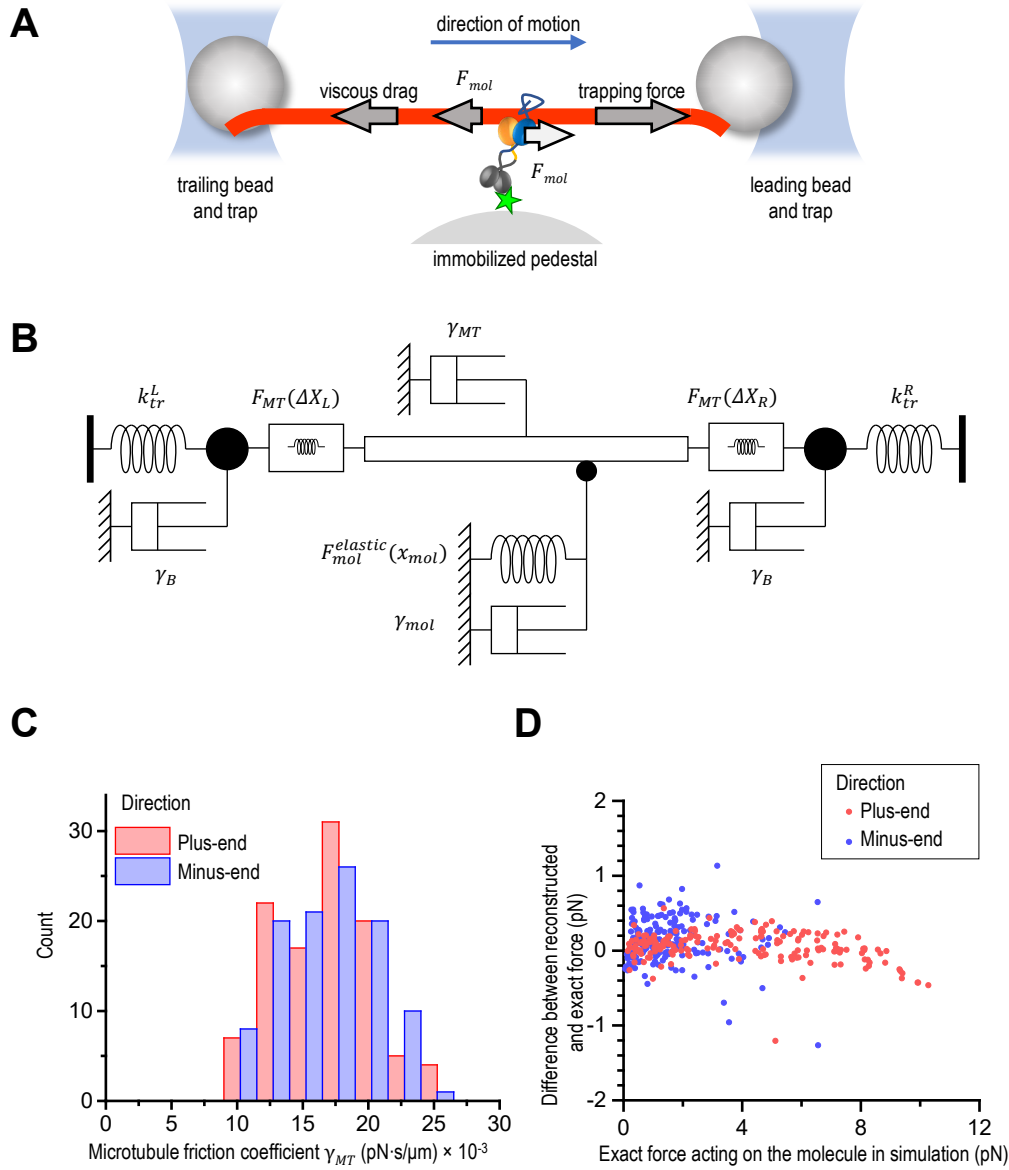 A
direction of motion
viscous drag
F_mol
trapping force
F_mol
trailing bead
and trap
leading bead
and trap
immobilized pedestal
B
γ_MT
k_tr^L
F_MT(ΔX_L)
F_MT(ΔX_R)
k_tr^R
γ_B
F_mol^elastic(x_mol)
γ_mol
γ_B
C
Direction
Plus-end
Minus-end
Count
30
20
10
0
0 5 10 15 20 25 30
Microtubule friction coefficient γ_MT (pN·s/μm) × 10⁻³
D
Direction
Plus-end
Minus-end
Difference between reconstructed
and exact force (pN)
2
1
0
-1
-2
0 4 8 12
Exact force acting on the molecule in simulation (pN)